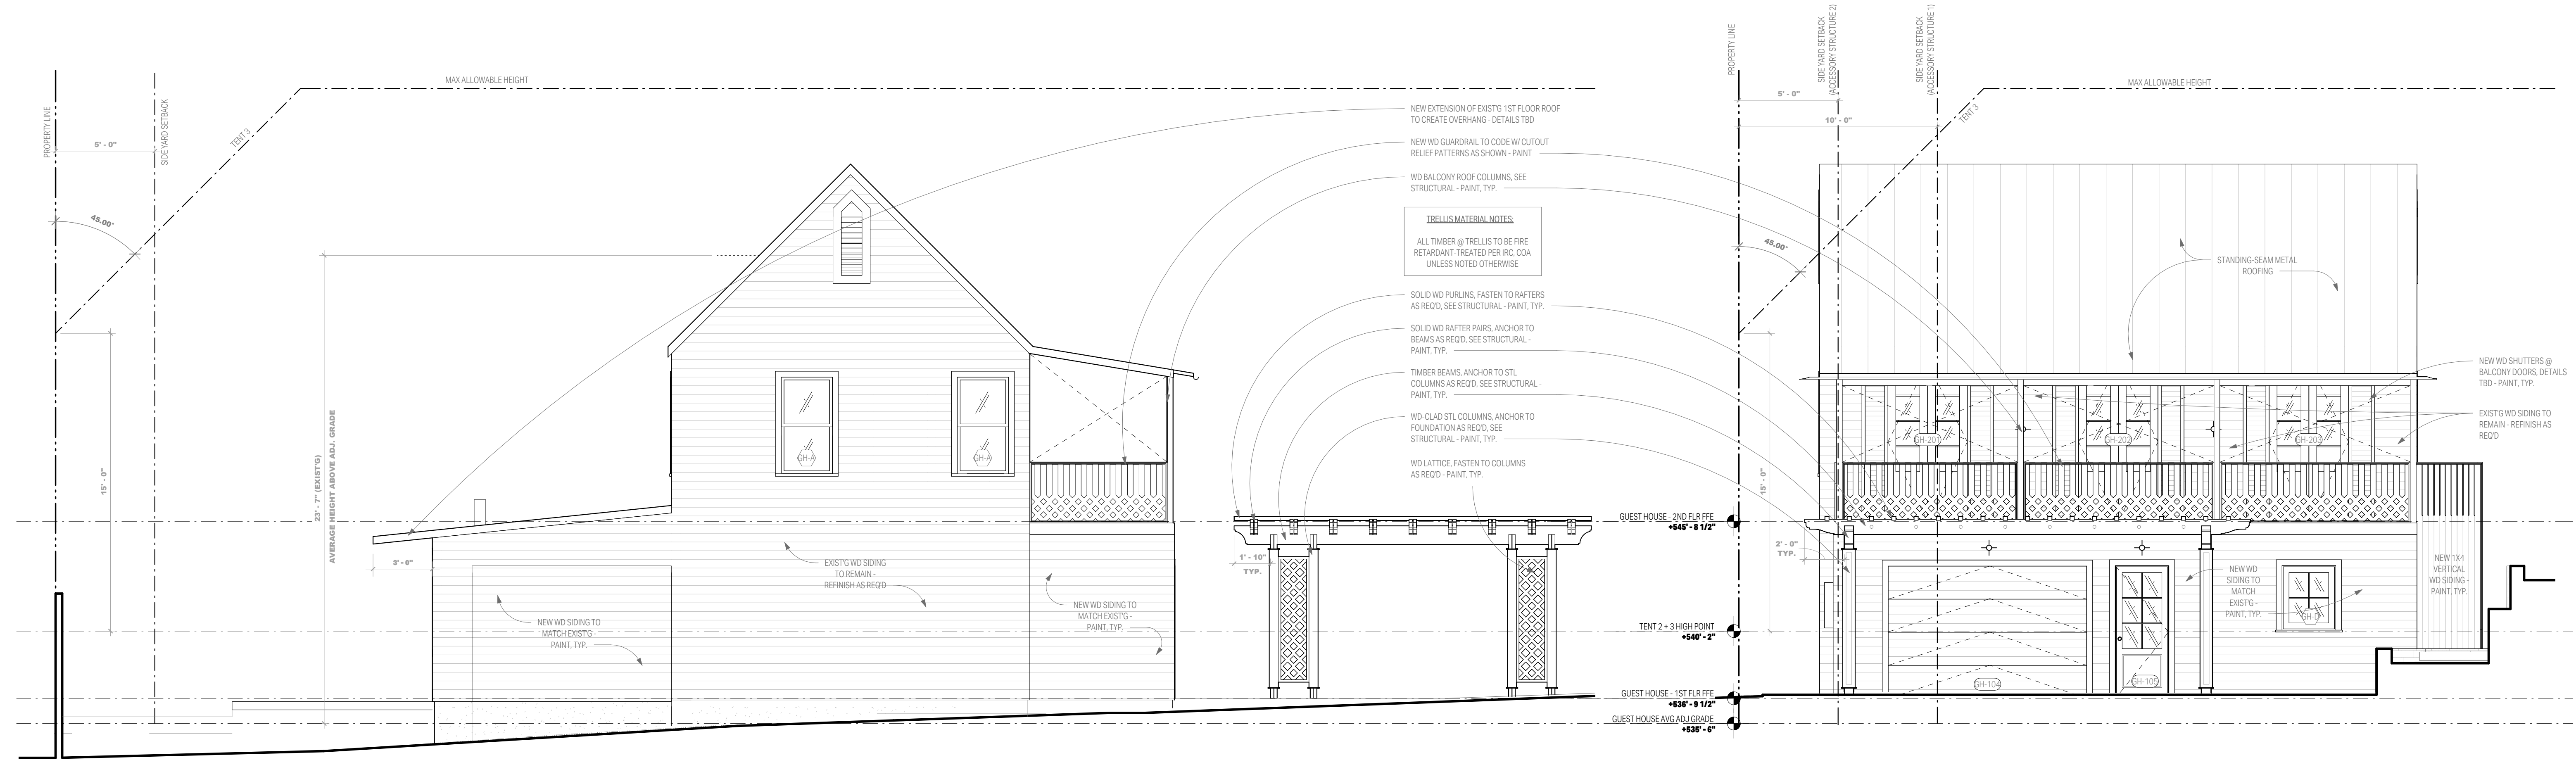 PROPERTY LINE
5' - 0"
SIDE YARD SETBACK
TENT 3
MAX ALLOWABLE HEIGHT
45.00°
15' - 0"
23' - 7" (EXIST'G)
AVERAGE HEIGHT ABOVE ADJ. GRADE
3' - 0"
GH-A
GH-A
NEW WD SIDING TO
MATCH EXIST'G -
PAINT, TYP.
EXIST'G WD SIDING
TO REMAIN -
REFINISH AS REQ'D
NEW WD SIDING TO
MATCH EXIST'G -
PAINT, TYP.
1' - 10"
TYP.
NEW EXTENSION OF EXIST'G 1ST FLOOR ROOF
TO CREATE OVERHANG - DETAILS TBD
NEW WD GUARDRAIL TO CODE W/ CUTOUT
RELIEF PATTERNS AS SHOWN - PAINT
WD BALCONY ROOF COLUMNS, SEE
STRUCTURAL - PAINT, TYP.
TRELLIS MATERIAL NOTES:
ALL TIMBER @ TRELLIS TO BE FIRE
RETARDANT-TREATED PER IRC, COA
UNLESS NOTED OTHERWISE
SOLID WD PURLINS, FASTEN TO RAFTERS
AS REQ'D, SEE STRUCTURAL - PAINT, TYP.
SOLID WD RAFTER PAIRS, ANCHOR TO
BEAMS AS REQ'D, SEE STRUCTURAL -
PAINT, TYP.
TIMBER BEAMS, ANCHOR TO STL
COLUMNS AS REQ'D, SEE STRUCTURAL -
PAINT, TYP.
WD-CLAD STL COLUMNS, ANCHOR TO
FOUNDATION AS REQ'D, SEE
STRUCTURAL - PAINT, TYP.
WD LATTICE, FASTEN TO COLUMNS
AS REQ'D - PAINT, TYP.
GUEST HOUSE - 2ND FLR FFE
+545' - 8 1/2"
TENT 2 + 3 HIGH POINT
+540' - 2"
GUEST HOUSE - 1ST FLR FFE
+536' - 9 1/2"
GUEST HOUSE AVG ADJ GRADE
+535' - 6"
PROPERTY LINE
SIDE YARD SETBACK
(ACCESSORY STRUCTURE 2)
SIDE YARD SETBACK
(ACCESSORY STRUCTURE 1)
5' - 0"
10' - 0"
TENT 3
MAX ALLOWABLE HEIGHT
45.00°
15' - 0"
STANDING-SEAM METAL
ROOFING
NEW WD SHUTTERS @
BALCONY DOORS, DETAILS
TBD - PAINT, TYP.
EXIST'G WD SIDING TO
REMAIN - REFINISH AS
REQ'D
GH-201
GH-202
GH-203
2' - 0"
TYP.
NEW WD
SIDING TO
MATCH
EXIST'G -
PAINT, TYP.
NEW 1X4
VERTICAL
WD SIDING -
PAINT, TYP.
GH-D
GH-104
GH-105